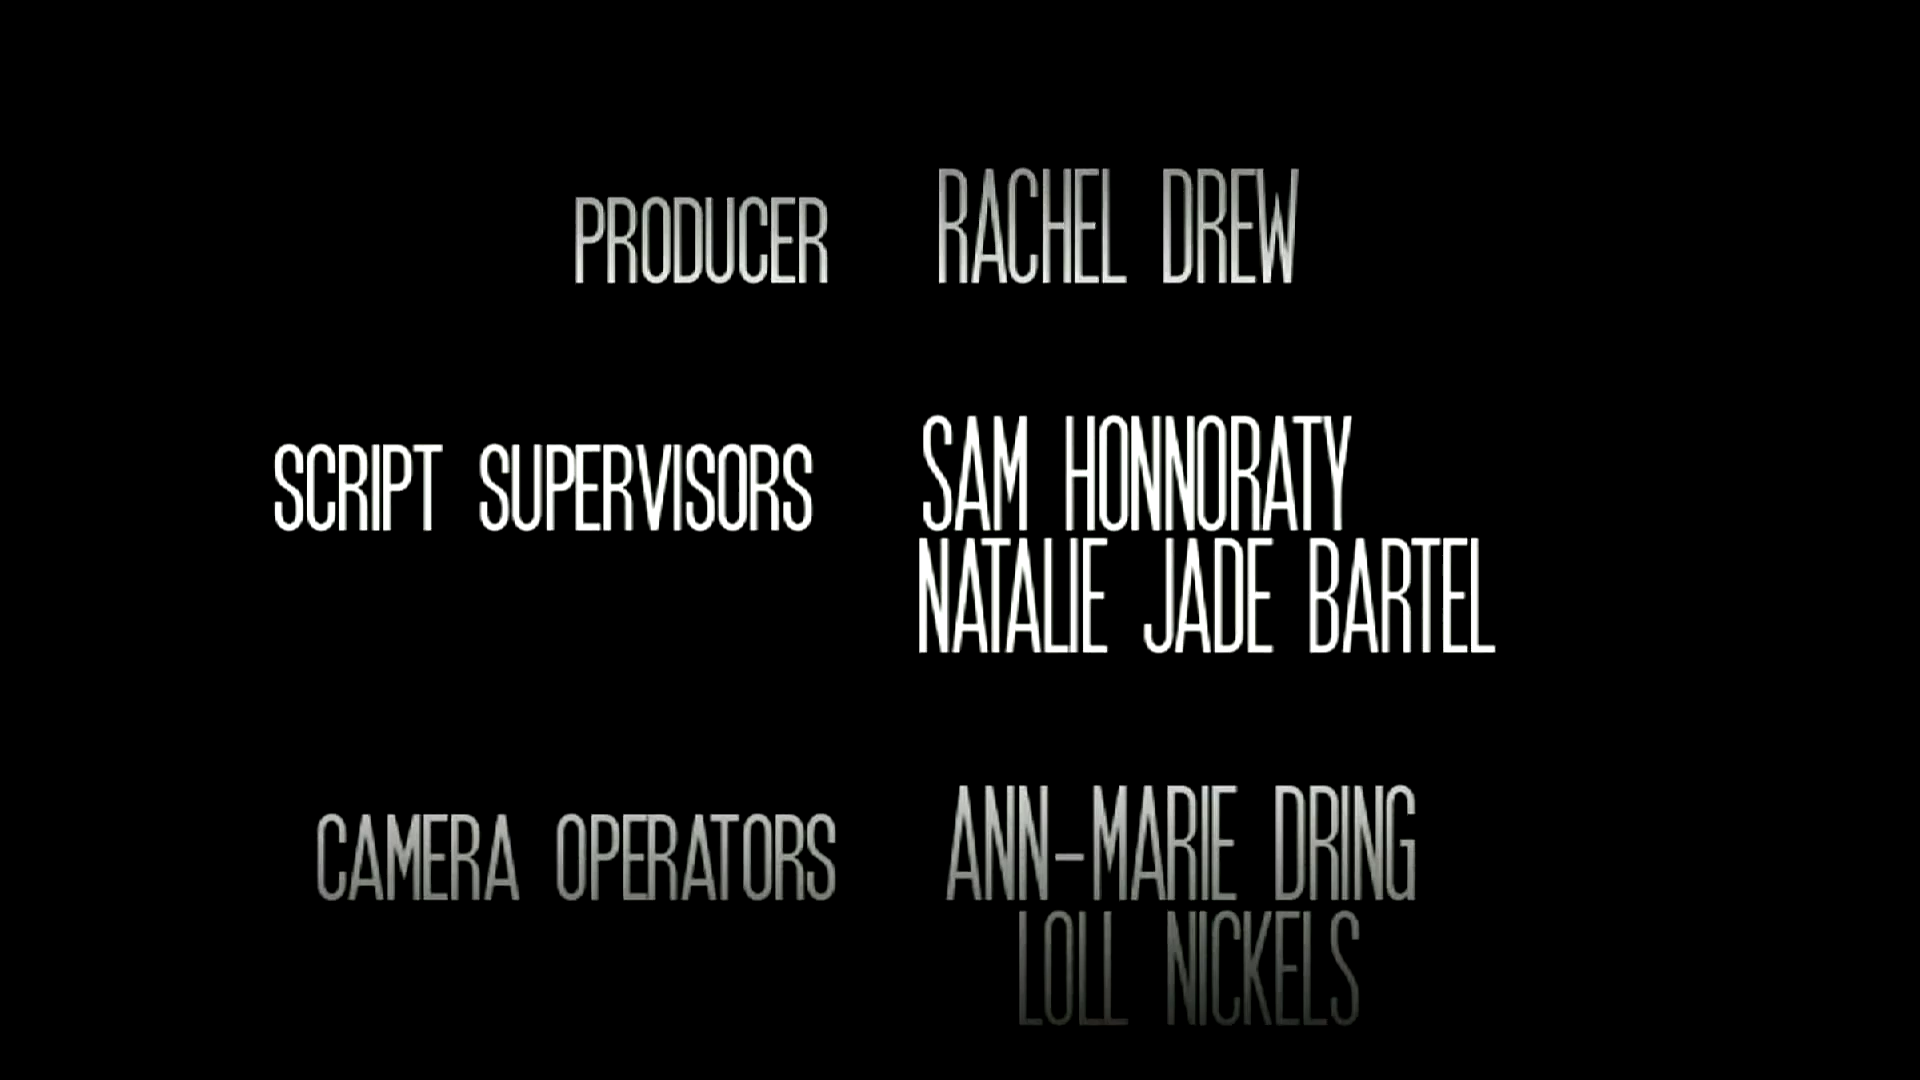 PRODUCER RACHEL DREW
SCRIPT SUPERVISORS SAM HONNORATY
NATALIE JADE BARTEL
CAMERA OPERATORS ANN-MARIE DRING
LOLL NICKELS